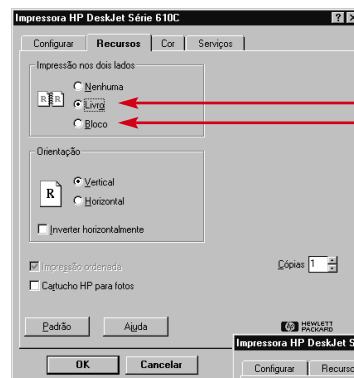 Impressora HP DeskJet Série 610C
Configurar Recursos Cor Serviços
Impressão nos dois lados
R R
Nenhuma
Livro
Bloco
Orientação
R
Vertical
Horizontal
Inverter horizontalmente
Impressão ordenada
Cópias 1
Cartucho HP para fotos
Padrão Ajuda
hp HEWLETT
PACKARD
OK Cancelar
Impressora HP DeskJet S
Configurar Recurso